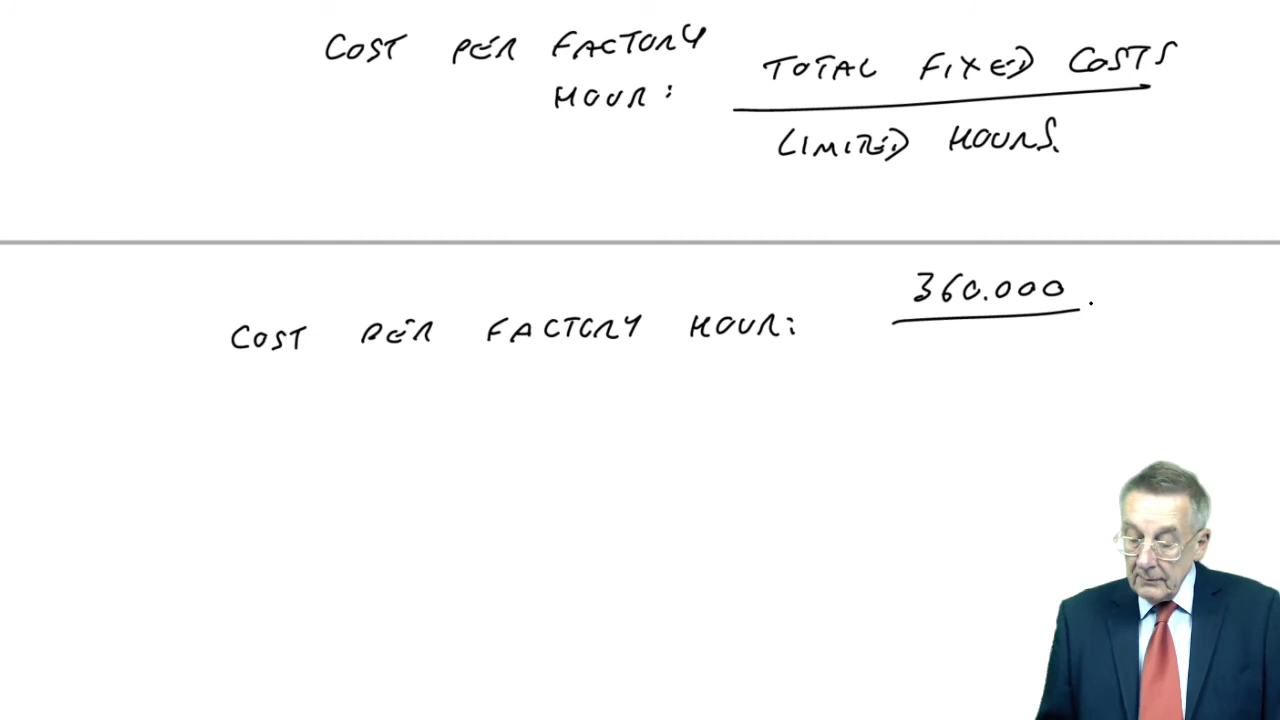 COST PER FACTORY HOUR:
TOTAL FIXED COSTS
LIMITED HOURS.
COST PER FACTORY HOUR:
360.000